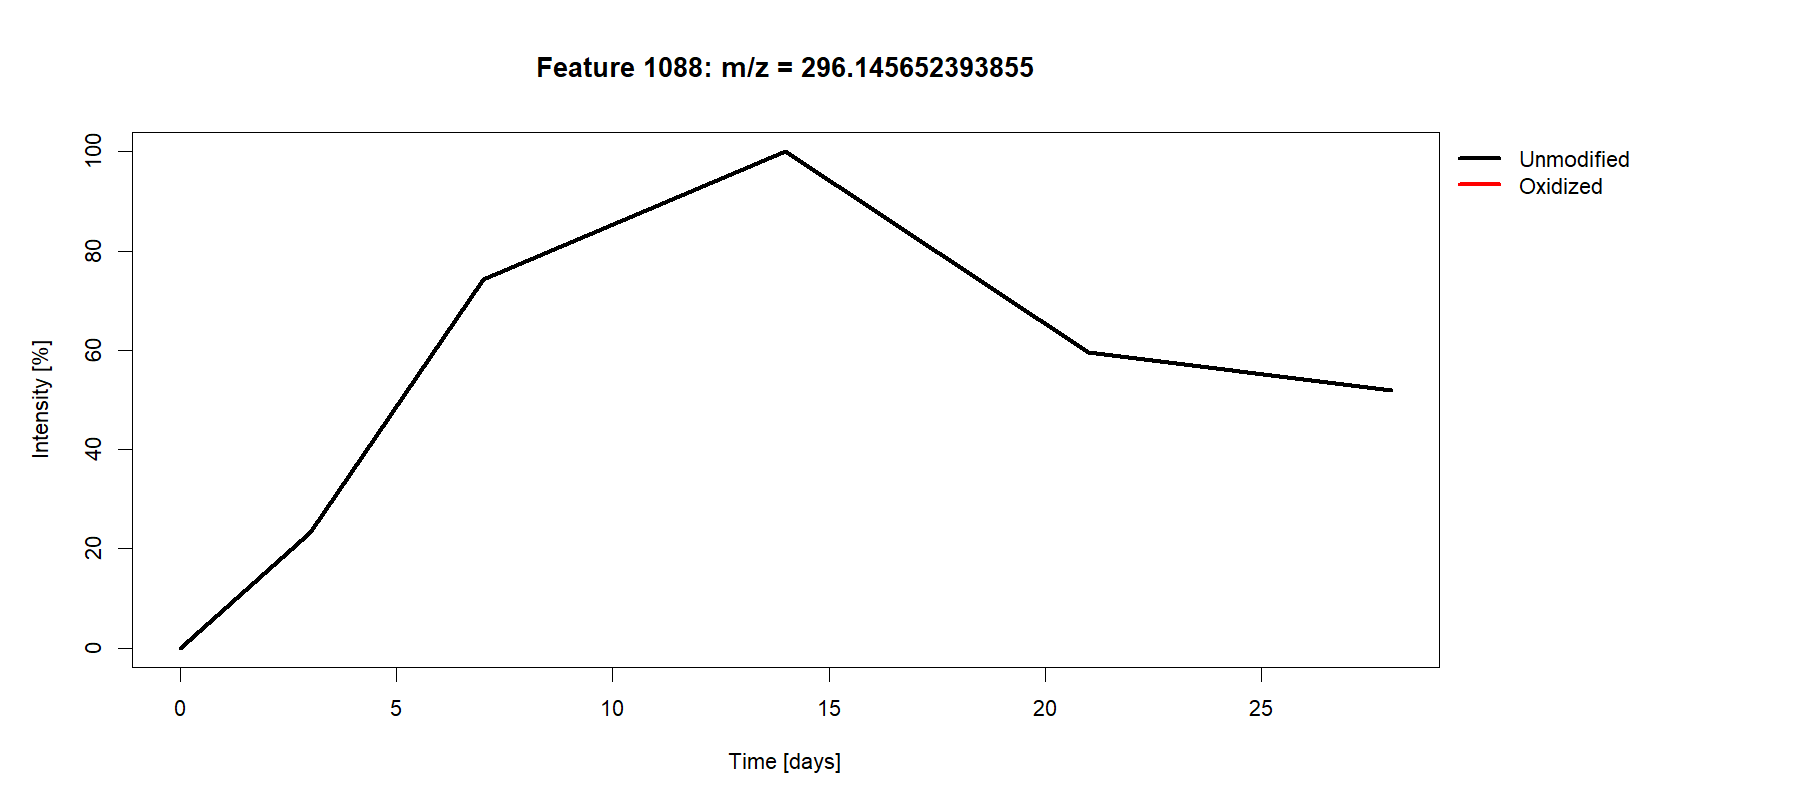 Feature 1088: m/z = 296.145652393855
Unmodified
Oxidized
Intensity [%]
100
80
60
40
20
0
0 5 10 15 20 25
Time [days]